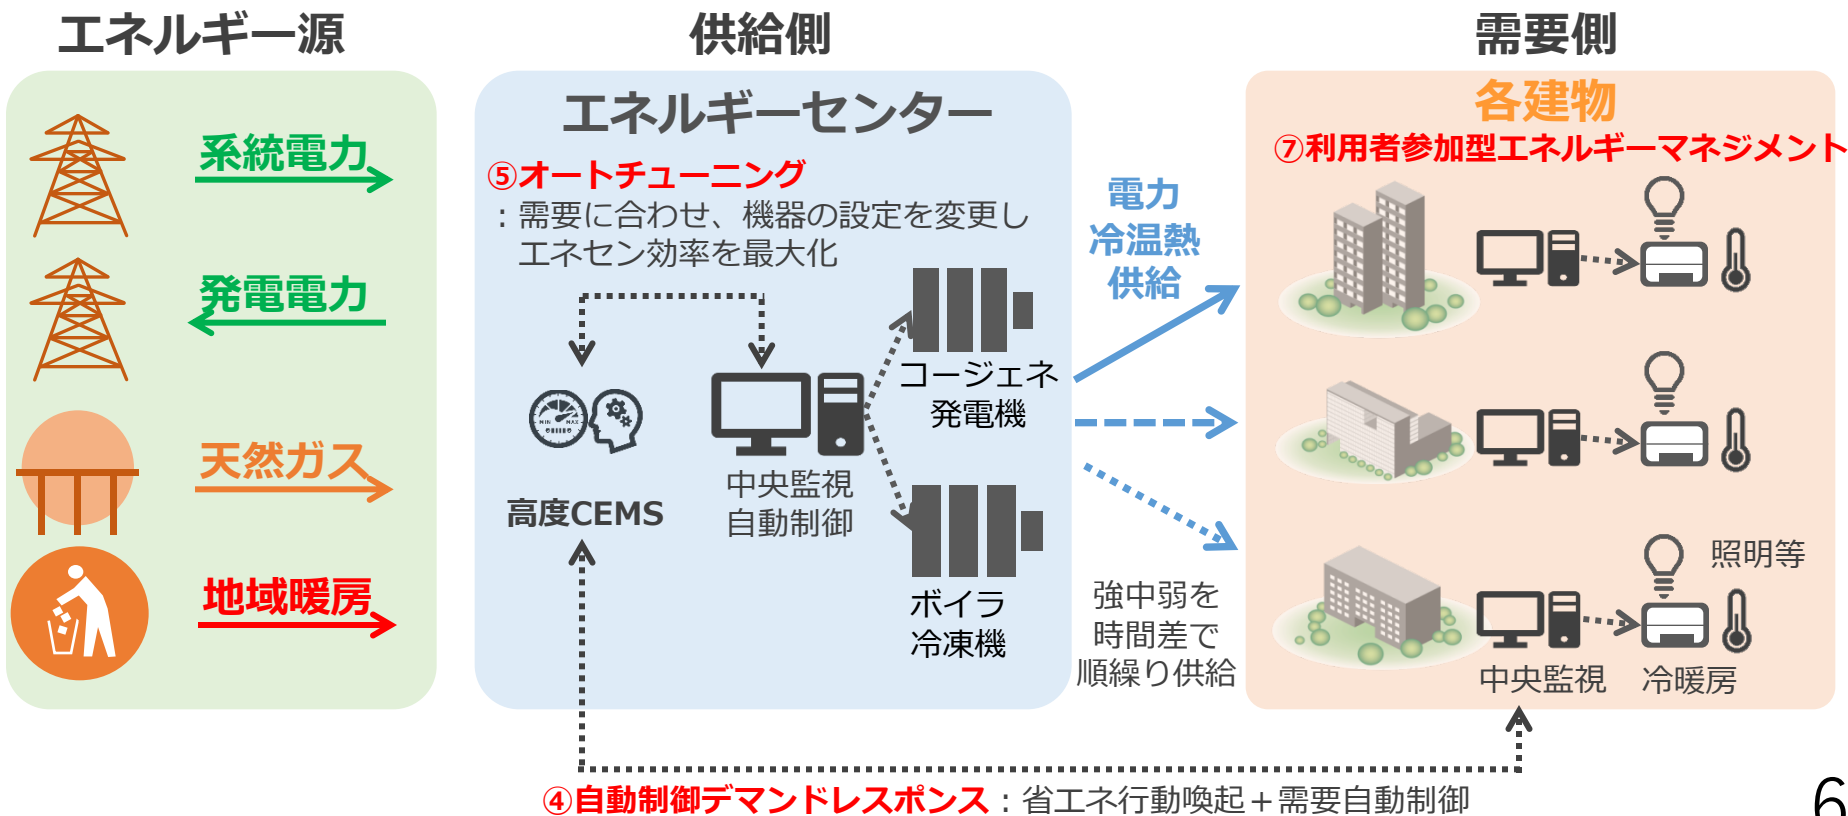 エネルギー源
系統電力
発電電力
天然ガス
地域暖房
供給側
エネルギーセンター
⑤オートチューニング
：需要に合わせ、機器の設定を変更し
エネセン効率を最大化
MIN MAX
高度CEMS
中央監視
自動制御
コージェネ
発電機
ボイラ
冷凍機
電力
冷温熱
供給
強中弱を
時間差で
順繰り供給
需要側
各建物
⑦利用者参加型エネルギーマネジメント
照明等
中央監視
冷暖房
④自動制御デマンドレスポンス：省エネ行動喚起＋需要自動制御
6